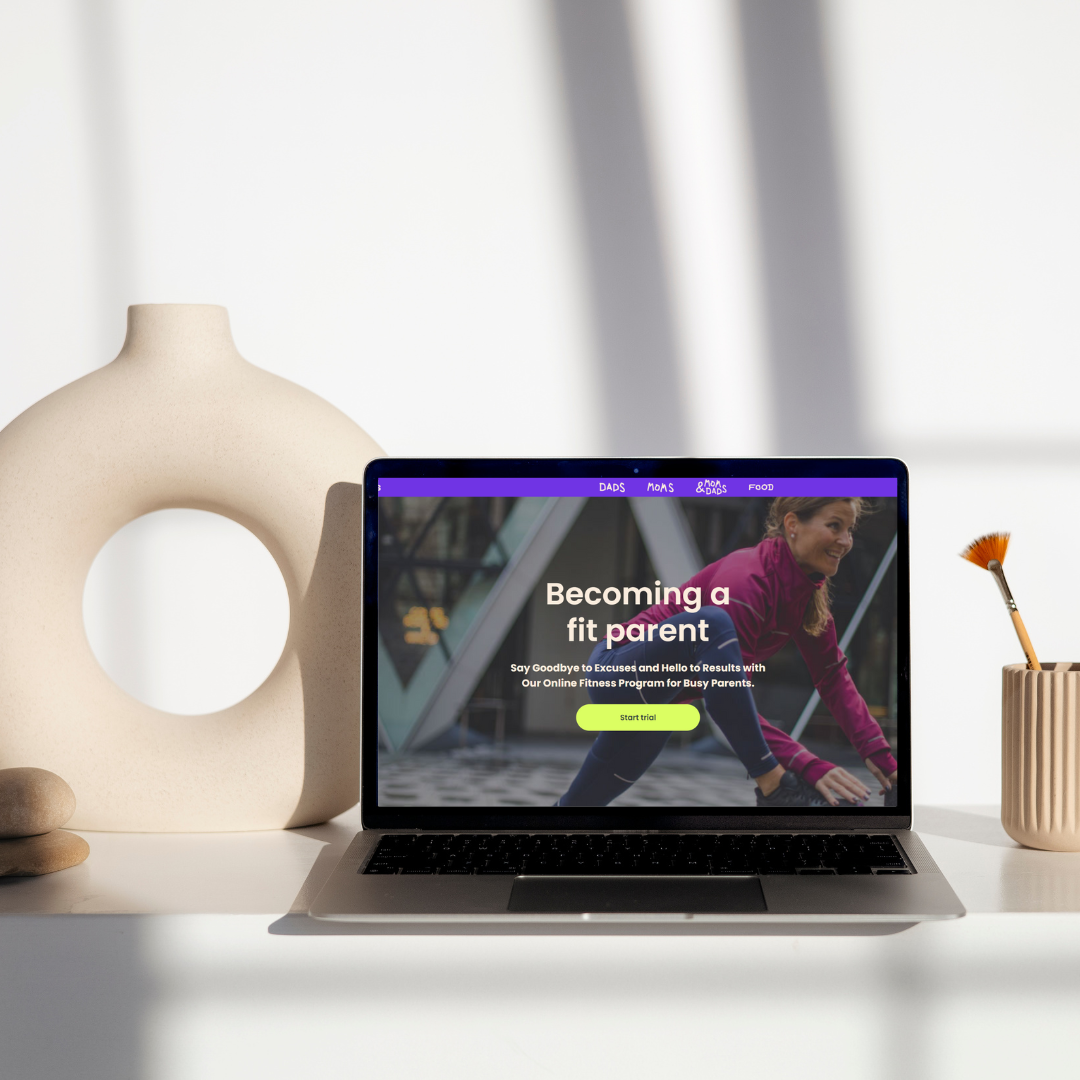 DADS MOMS & MOM DADS FOOD
Becoming a
fit parent
Say Goodbye to Excuses and Hello to Results with
Our Online Fitness Program for Busy Parents.
Start trial